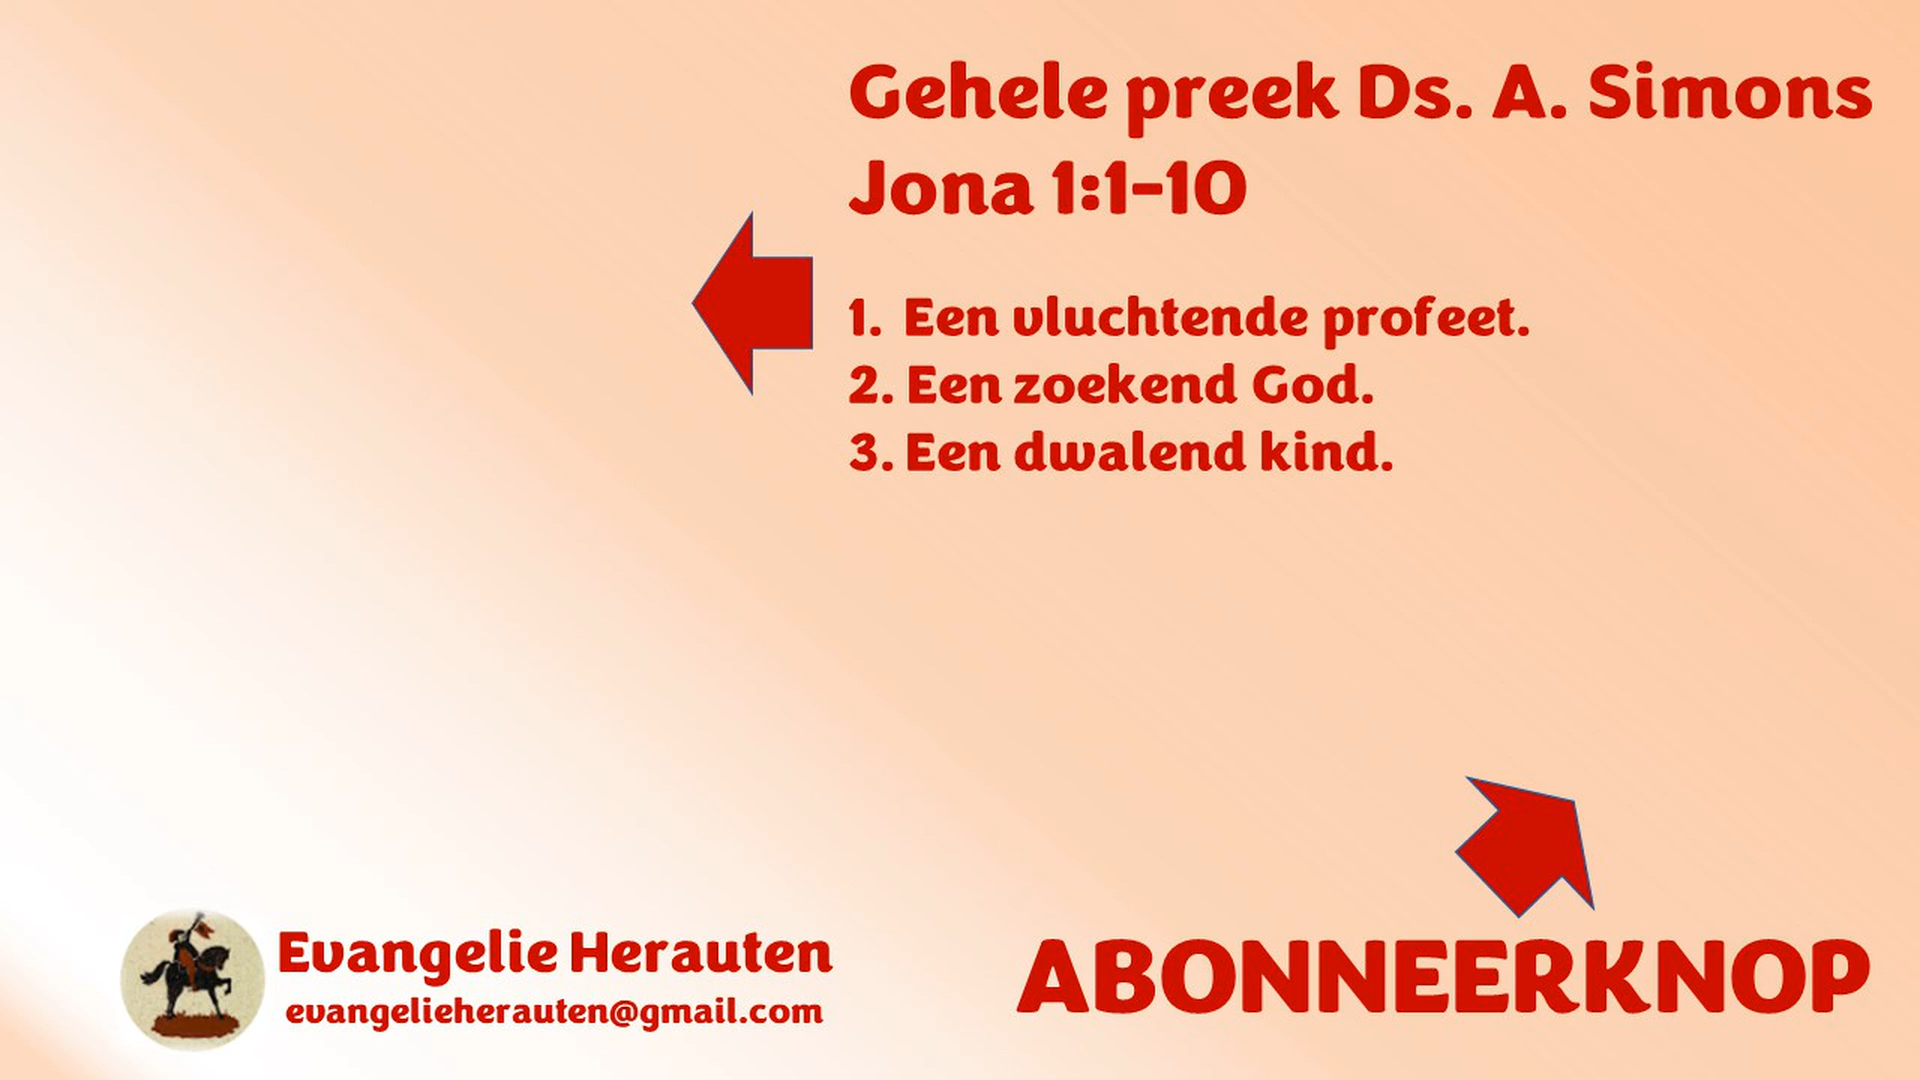 Gehele preek Ds. A. Simons
Jona 1:1-10
1. Een vluchtende profeet.
2. Een zoekend God.
3. Een dwalend kind.
Evangelie Herauten
evangelieherauten@gmail.com
ABONNEERKNOP